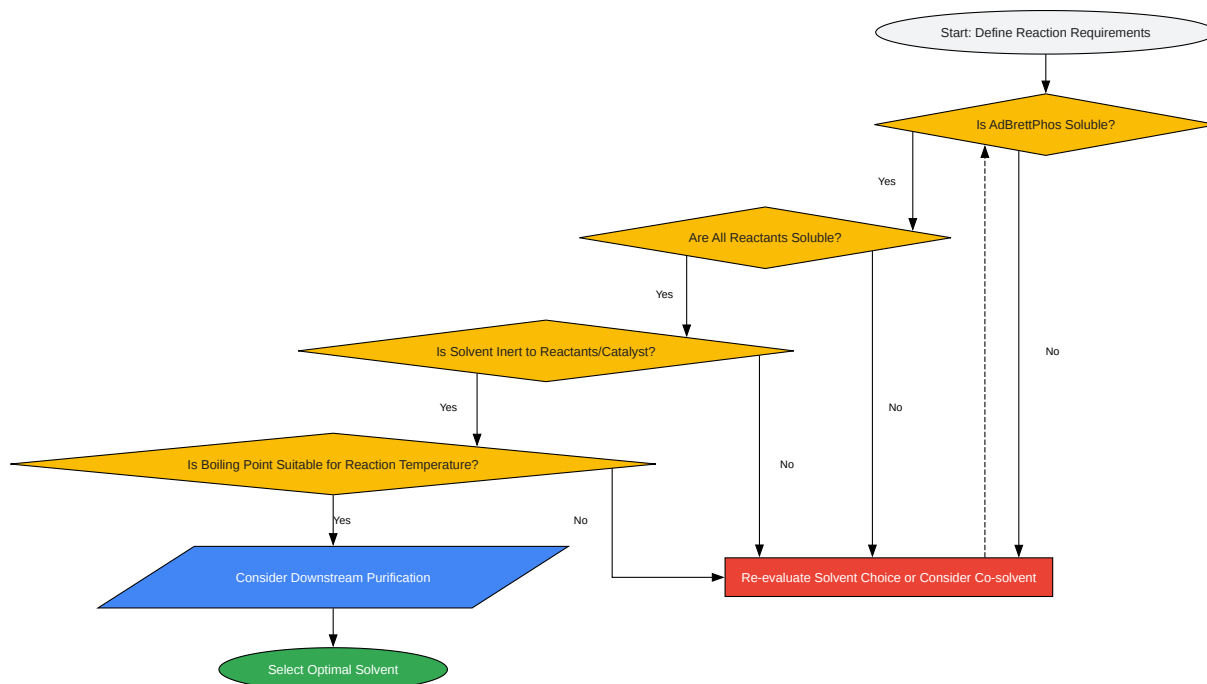 Start: Define Reaction Requirements
Is AdBrettPhos Soluble?
Yes
Are All Reactants Soluble?
Yes
Is Solvent Inert to Reactants/Catalyst?
No
Yes
No
Is Boiling Point Suitable for Reaction Temperature?
No
Yes
No
Consider Downstream Purification
Re-evaluate Solvent Choice or Consider Co-solvent
Select Optimal Solvent